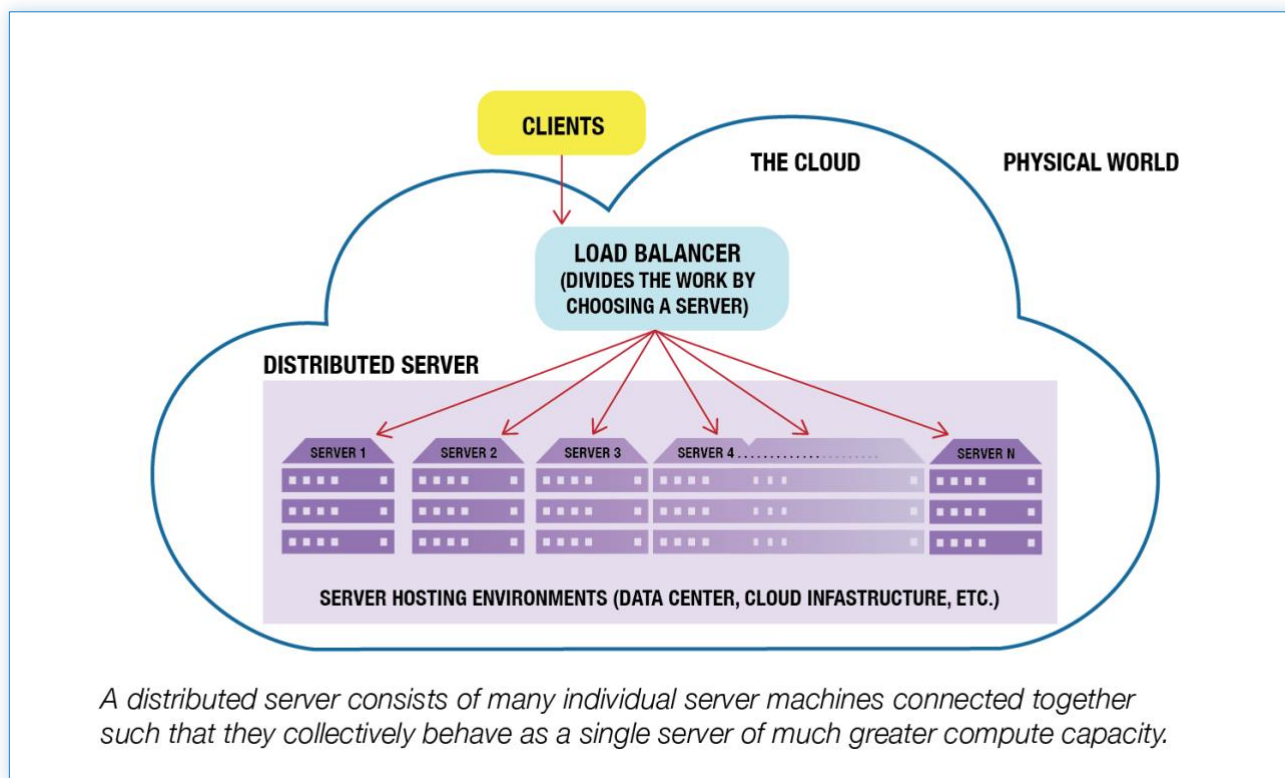 CLIENTS
THE CLOUD
PHYSICAL WORLD
LOAD BALANCER
(DIVIDES THE WORK BY
CHOOSING A SERVER)
DISTRIBUTED SERVER
SERVER 1
SERVER 2
SERVER 3
SERVER 4 .......................
SERVER N
SERVER HOSTING ENVIRONMENTS (DATA CENTER, CLOUD INFASTRUCTURE, ETC.)
A distributed server consists of many individual server machines connected together
such that they collectively behave as a single server of much greater compute capacity.